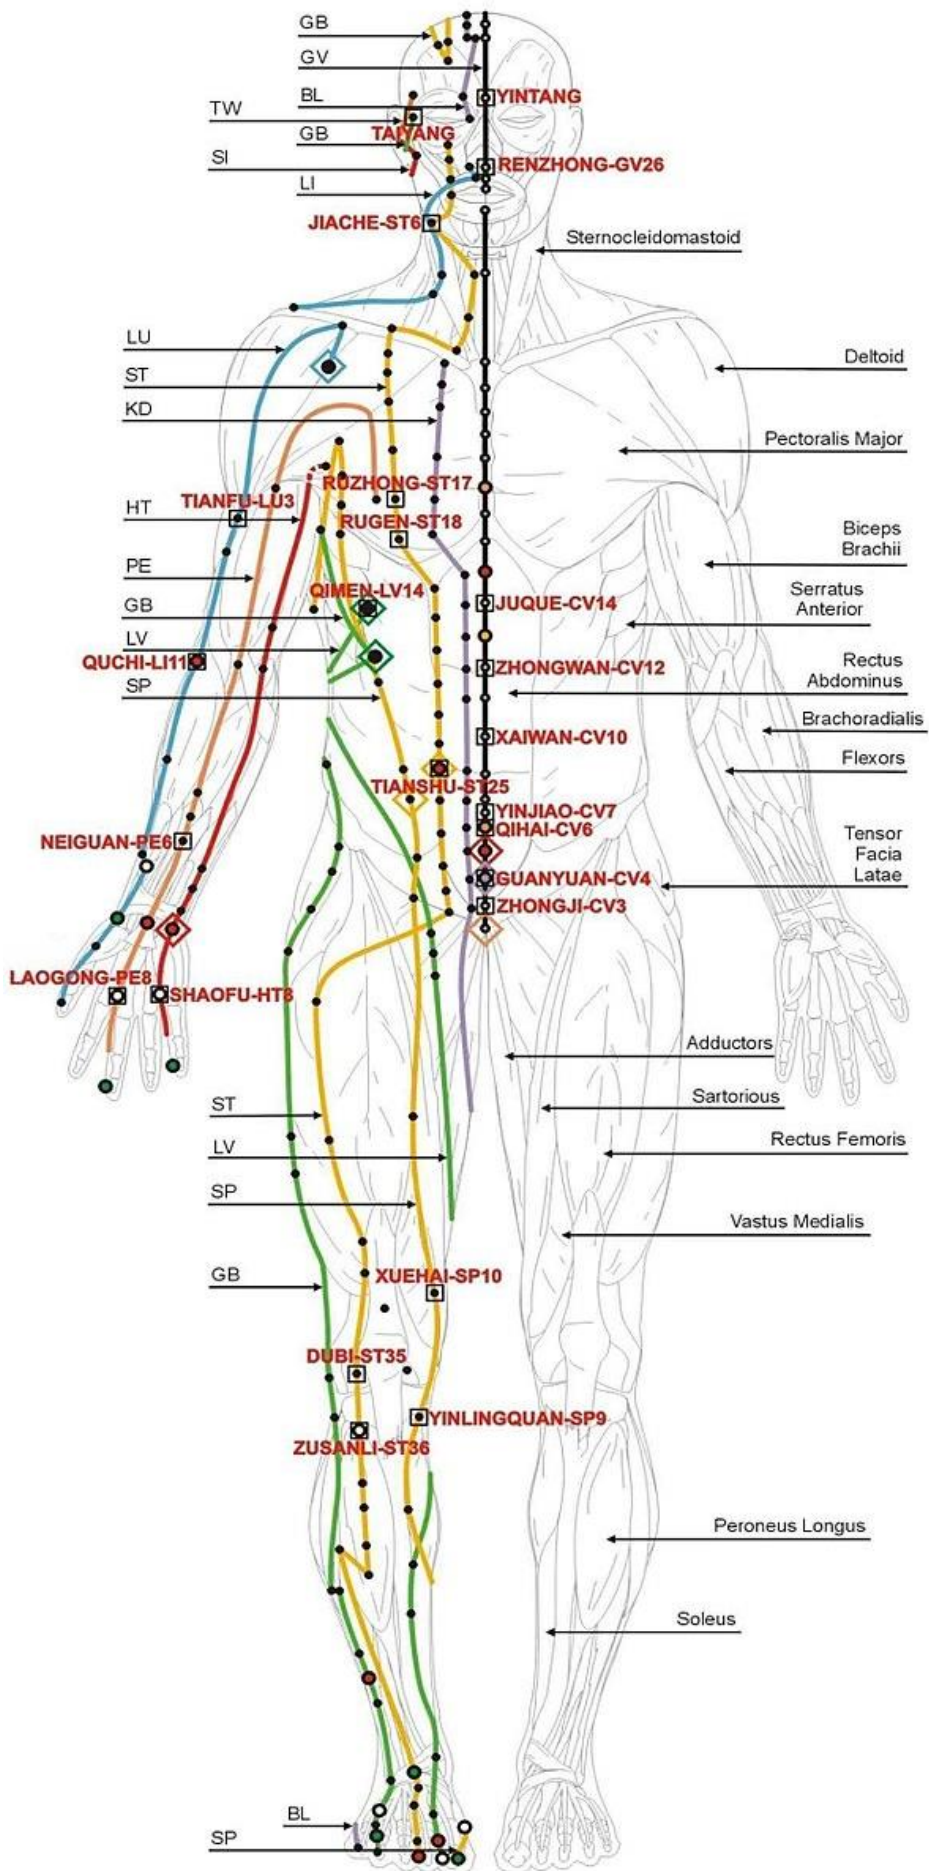 GB
GV
BL
YINTANG
TW
TAIYANG
GB
SI
RENZHONG-GV26
LI
JIACHE-ST6
Sternocleidomastoid
LU
Deltoid
ST
KD
Pectoralis Major
RUZHONG-ST17
TIANFU-LU3
HT
RUGEN-ST18
Biceps
Brachii
PE
QIMEN-LV14
Serratus
Anterior
GB
JUQUE-CV14
LV
QUCHI-LI11
ZHONGWAN-CV12
Rectus
Abdominus
SP
Brachoradialis
XAIWAN-CV10
Flexors
TIANSHU-ST25
YINJIAO-CV7
QIHAI-CV6
NEIGUAN-PE6
Tensor
Facia
Latae
GUANYUAN-CV4
ZHONGJI-CV3
LAOGONG-PE8
SHAOFU-HT8
Adductors
Sartorious
ST
Rectus Femoris
LV
SP
Vastus Medialis
GB
XUEHAI-SP10
DUBI-ST35
YINLINGQUAN-SP9
ZUSANLI-ST36
Peroneus Longus
Soleus
BL
SP